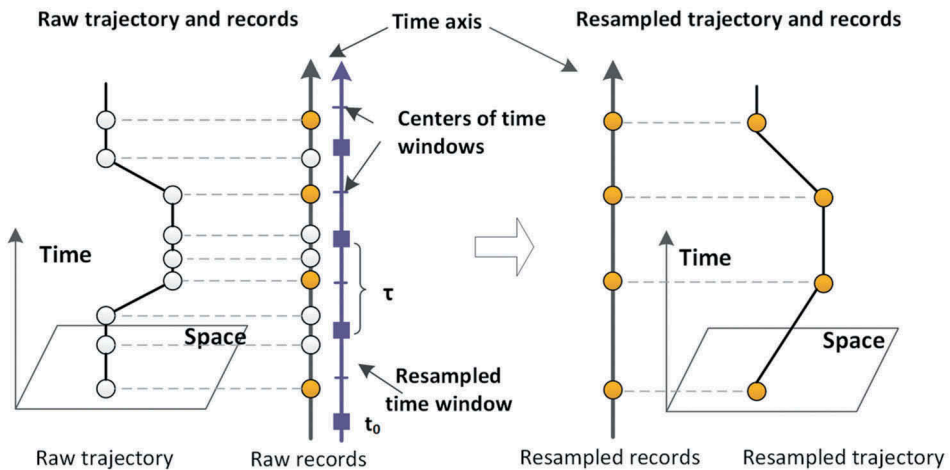 Raw trajectory and records
Time axis
Resampled trajectory and records
Centers of time
windows
Time
Time
τ
Space
Space
Resampled
time window
t₀
Raw trajectory
Raw records
Resampled records
Resampled trajectory